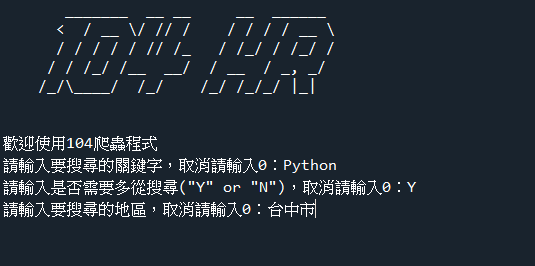 104 HR
歡迎使用104爬蟲程式
請輸入要搜尋的關鍵字，取消請輸入0：Python
請輸入是否需要多從搜尋("Y" or "N")，取消請輸入0：Y
請輸入要搜尋的地區，取消請輸入0：台中市